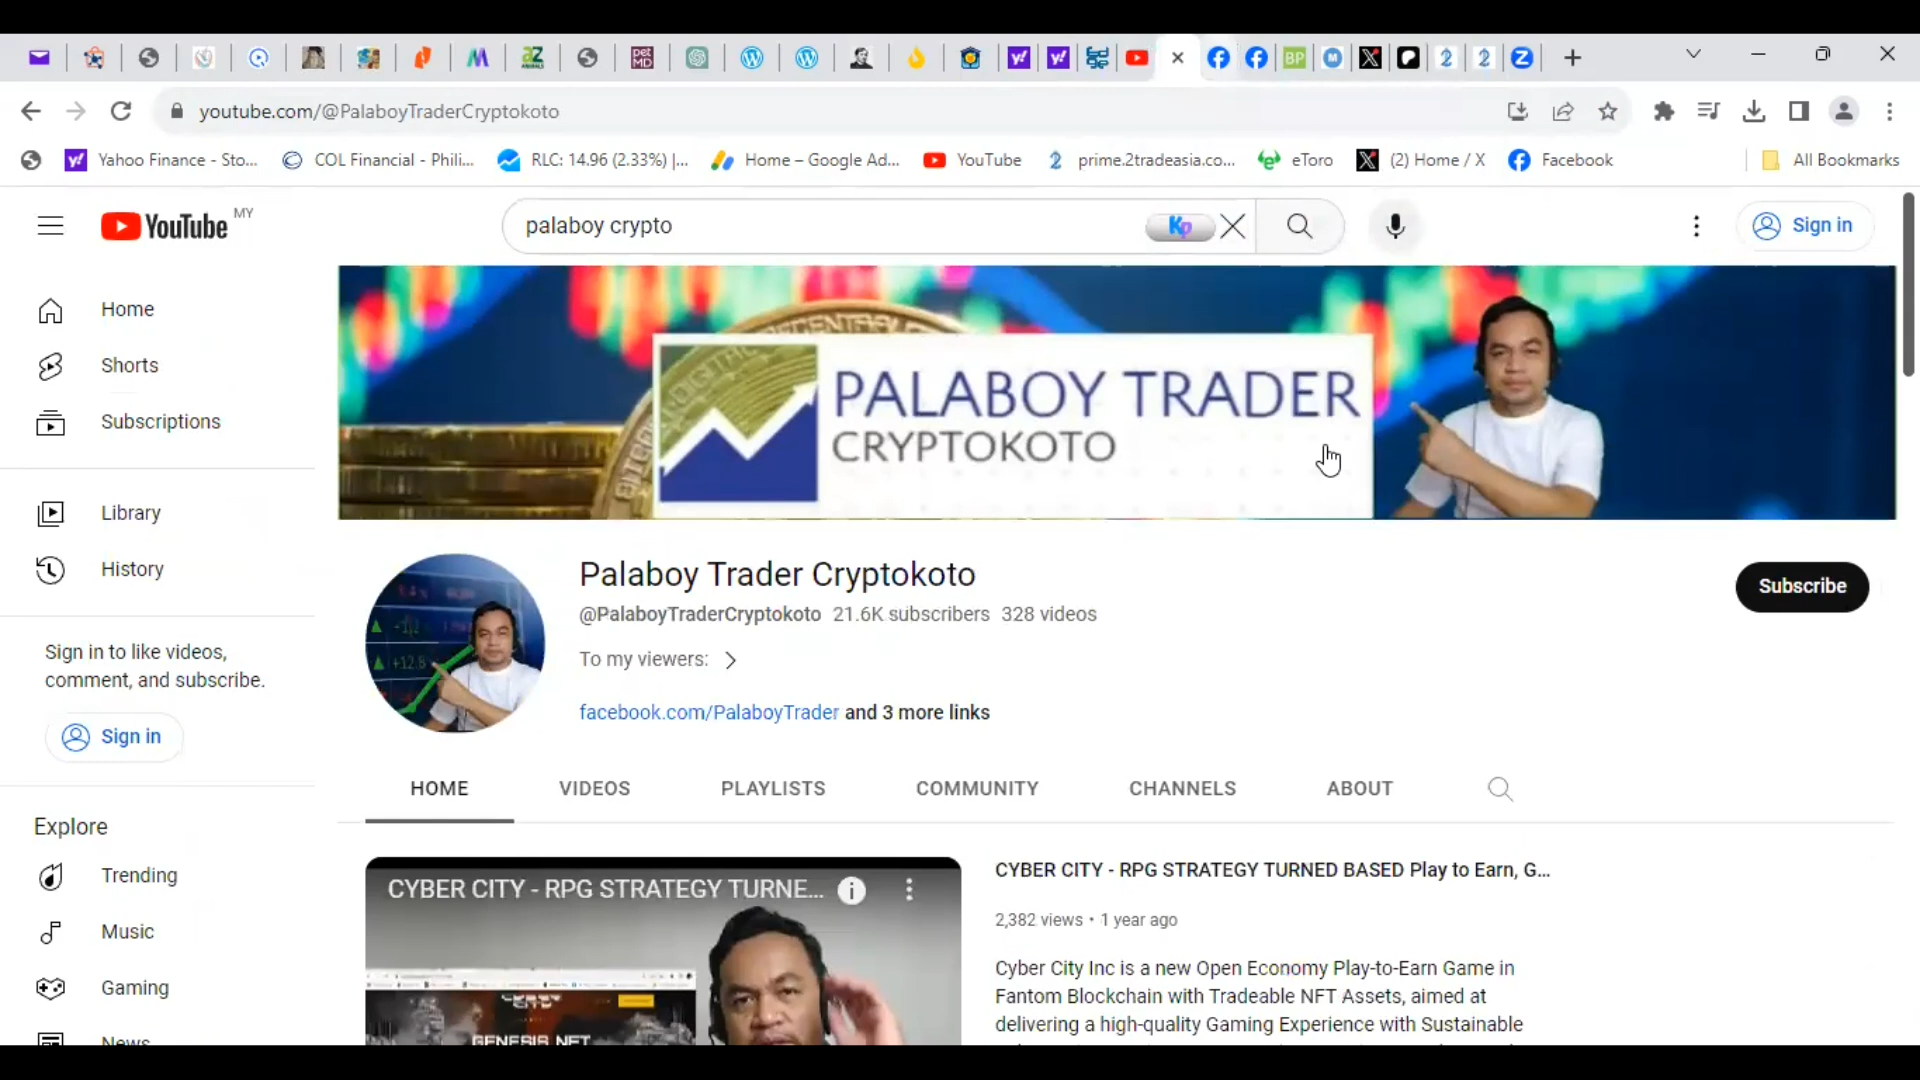 youtube.com/@PalaboyTraderCryptokoto
Yahoo Finance - Sto... COL Financial - Phili... RLC: 14.96 (2.33%) |... Home – Google Ad... YouTube prime.2tradeasia.co... eToro (2) Home / X Facebook All Bookmarks
YouTube MY
palaboy crypto
Kp
Sign in
Home
Shorts
Subscriptions
Library
History
Sign in to like videos,
comment, and subscribe.
Sign in
Explore
Trending
Music
Gaming
News
PALABOY TRADER
CRYPTOKOTO
Palaboy Trader Cryptokoto
@PalaboyTraderCryptokoto 21.6K subscribers 328 videos
To my viewers:
facebook.com/PalaboyTrader and 3 more links
Subscribe
HOME VIDEOS PLAYLISTS COMMUNITY CHANNELS ABOUT
CYBER CITY - RPG STRATEGY TURNE...
GENESIS NFT
CYBER CITY - RPG STRATEGY TURNED BASED Play to Earn, G...
2,382 views • 1 year ago
Cyber City Inc is a new Open Economy Play-to-Earn Game in
Fantom Blockchain with Tradeable NFT Assets, aimed at
delivering a high-quality Gaming Experience with Sustainable